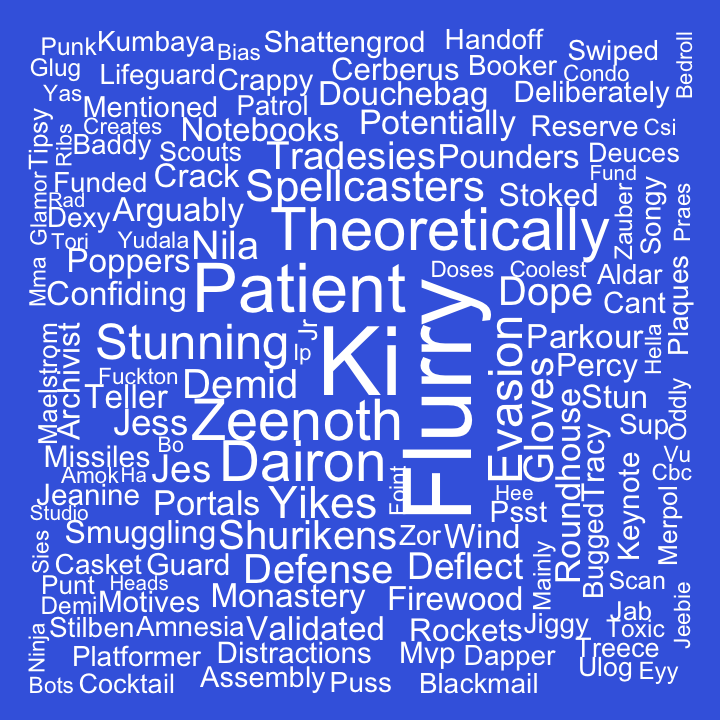 Punk
Kumbaya
Bias
Shattengrod
Handoff
Swiped
Bedroll
Glug
Lifeguard
Crappy
Cerberus
Booker
Condo
Yas
Mentioned
Patrol
Douchebag
Deliberately
Tipsy
Ribs
Creates
Notebooks
Potentially
Reserve
Csi
Baddy
Scouts
Tradesies
Pounders
Deuces
Glamor
Funded
Crack
Spellcasters
Stoked
Fund
Rad
Dexy
Arguably
Theoretically
Zauber
Songy
Praes
Tori
Yudala
Nila
Mma
Poppers
Patient
Doses
Coolest
Aldar
Plaques
Confiding
Dope
Cant
Maelstrom
Archivist
Stunning
Jr
Ip
Ki
Flurry
Evasion
Parkour
Hella
Fuckton
Demid
Gloves
Percy
Teller
Stun
Oddly
Jess
Zeenoth
Roundhouse
Tracy
Sup
Bo
Missiles
Jes
Dairon
Vu
Amok
Ha
Cbc
Jeanine
Portals
Yikes
Foint
Hee
Psst
Keynote
Merpol
Studio
Smuggling
Shurikens
Zor
Wind
Bugged
Sies
Casket
Guard
Defense
Deflect
Mainly
Scan
Punt
Heads
Demi
Motives
Monastery
Firewood
Jab
Jeebie
Ninja
Stilben
Amnesia
Validated
Rockets
Jiggy
Toxic
Platformer
Distractions
Mvp
Dapper
Treece
Bots
Cocktail
Assembly
Puss
Blackmail
Ulog
Eyy